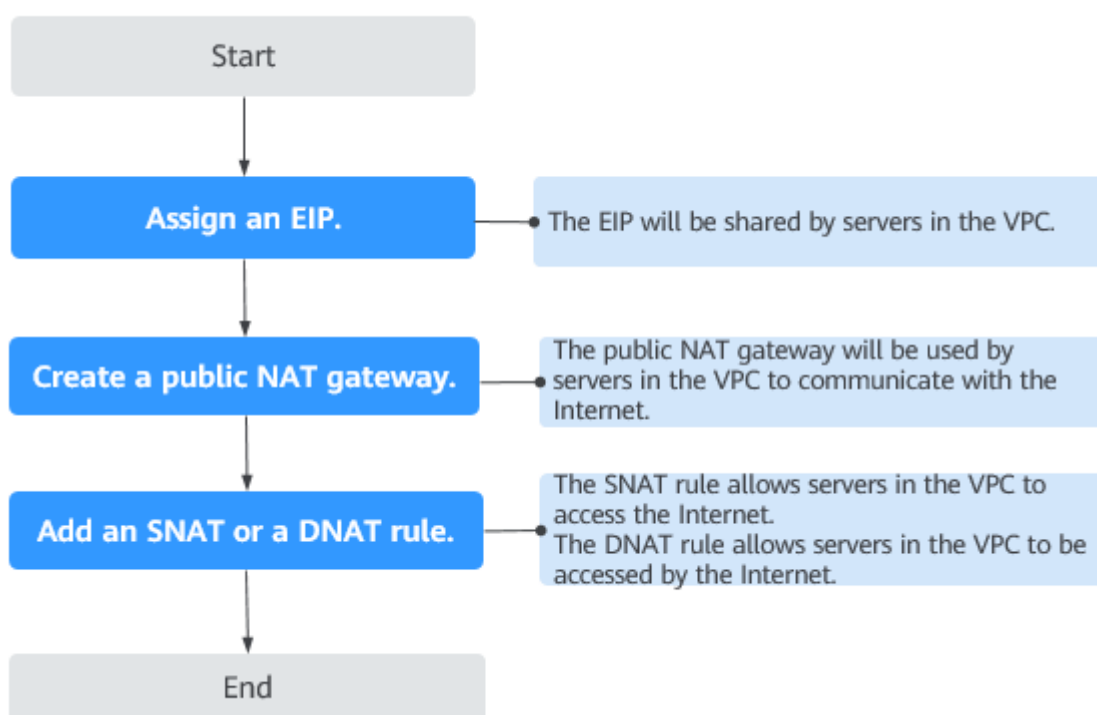 Start
Assign an EIP.
The EIP will be shared by servers in the VPC.
Create a public NAT gateway.
The public NAT gateway will be used by
servers in the VPC to communicate with the
Internet.
Add an SNAT or a DNAT rule.
The SNAT rule allows servers in the VPC to
access the Internet.
The DNAT rule allows servers in the VPC to be
accessed by the Internet.
End